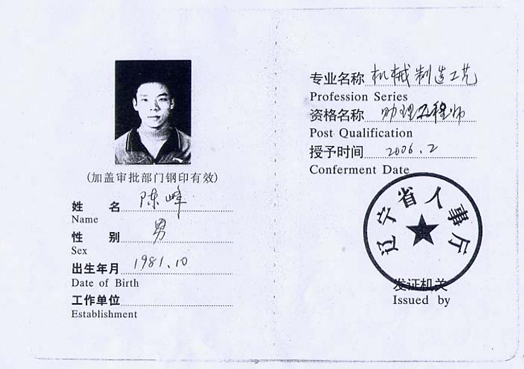 (加盖审批部门钢印有效)
姓 名 陈峰
Name
性 别 男
Sex
出生年月 1981.10
Date of Birth
工作单位
Establishment
专业名称 机械制造工艺
Profession Series
资格名称 助理工程师
Post Qualification
授予时间 2006.2
Conferment Date
辽宁省人事厅
发证机关
Issued by